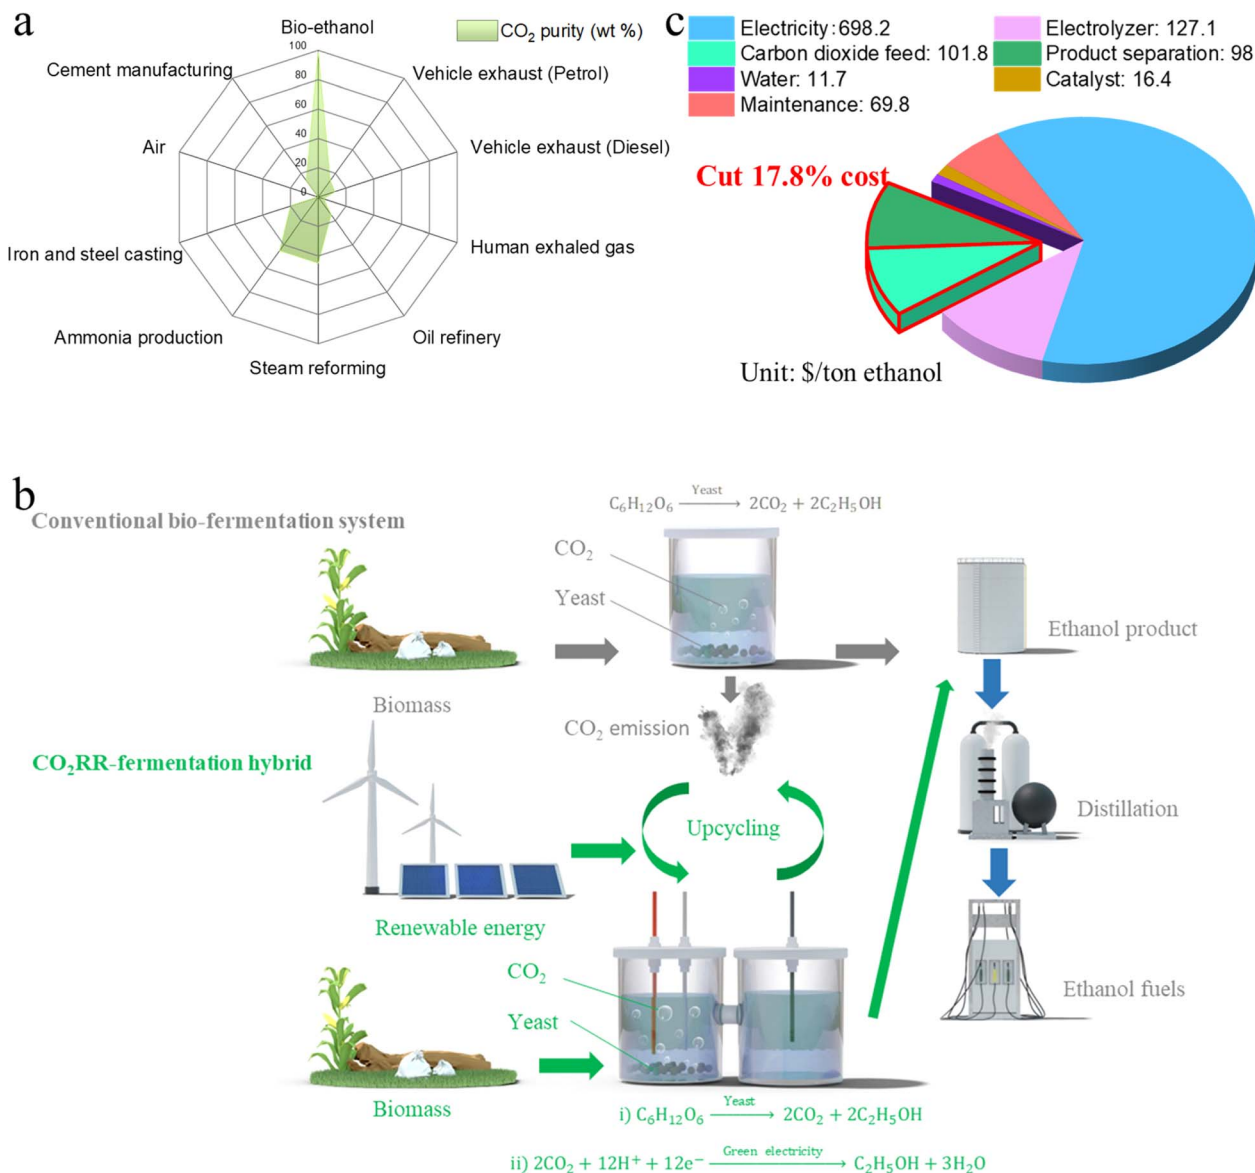 a
Bio-ethanol
CO₂ purity (wt %)
100
80
60
40
20
0
Cement manufacturing
Vehicle exhaust (Petrol)
Air
Vehicle exhaust (Diesel)
Iron and steel casting
Human exhaled gas
Ammonia production
Oil refinery
Steam reforming
c
Electricity: 698.2
Electrolyzer: 127.1
Carbon dioxide feed: 101.8
Product separation: 98
Water: 11.7
Catalyst: 16.4
Maintenance: 69.8
Cut 17.8% cost
Unit: $/ton ethanol
b
Conventional bio-fermentation system
C₆H₁₂O₆ —Yeast→ 2CO₂ + 2C₂H₅OH
CO₂
Yeast
Ethanol product
Biomass
CO₂ emission
CO₂RR-fermentation hybrid
Upcycling
Distillation
Renewable energy
CO₂
Yeast
Ethanol fuels
Biomass
i) C₆H₁₂O₆ —Yeast→ 2CO₂ + 2C₂H₅OH
ii) 2CO₂ + 12H⁺ + 12e⁻ —Green electricity→ C₂H₅OH + 3H₂O